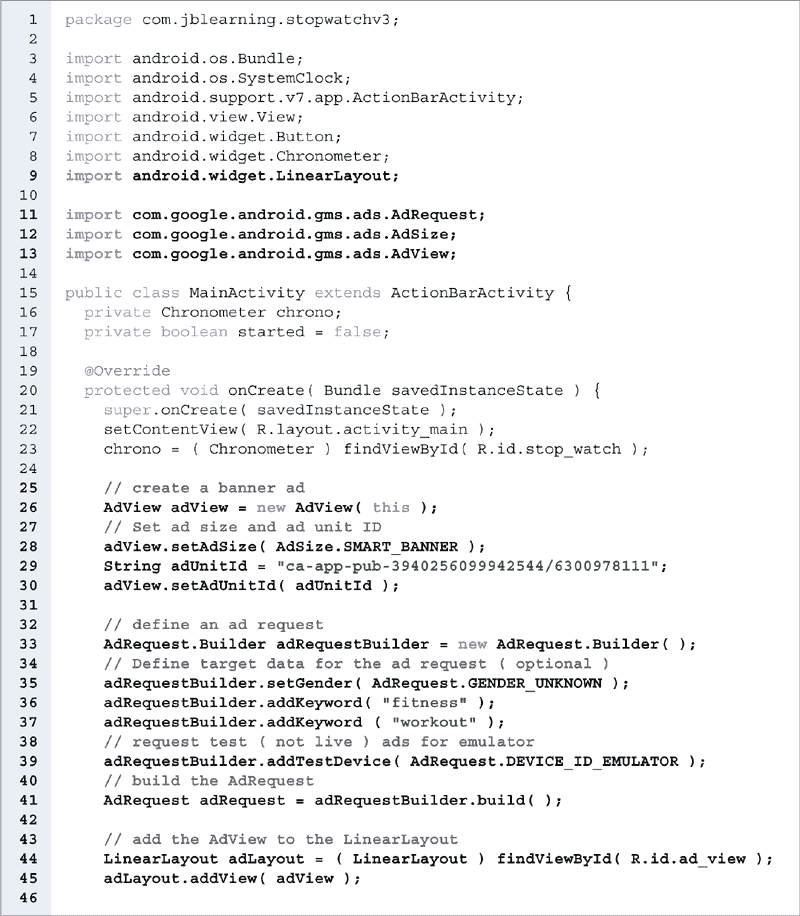 1 package com.jblearning.stopwatchv3;
2
3 import android.os.Bundle;
4 import android.os.SystemClock;
5 import android.support.v7.app.ActionBarActivity;
6 import android.view.View;
7 import android.widget.Button;
8 import android.widget.Chronometer;
9 import android.widget.LinearLayout;
10
11 import com.google.android.gms.ads.AdRequest;
12 import com.google.android.gms.ads.AdSize;
13 import com.google.android.gms.ads.AdView;
14
15 public class MainActivity extends ActionBarActivity {
16   private Chronometer chrono;
17   private boolean started = false;
18
19   @Override
20   protected void onCreate( Bundle savedInstanceState ) {
21     super.onCreate( savedInstanceState );
22     setContentView( R.layout.activity_main );
23     chrono = ( Chronometer ) findViewById( R.id.stop_watch );
24
25     // create a banner ad
26     AdView adView = new AdView( this );
27     // Set ad size and ad unit ID
28     adView.setAdSize( AdSize.SMART_BANNER );
29     String adUnitId = "ca-app-pub-3940256099942544/6300978111";
30     adView.setAdUnitId( adUnitId );
31
32     // define an ad request
33     AdRequest.Builder adRequestBuilder = new AdRequest.Builder( );
34     // Define target data for the ad request ( optional )
35     adRequestBuilder.setGender( AdRequest.GENDER_UNKNOWN );
36     adRequestBuilder.addKeyword( "fitness" );
37     adRequestBuilder.addKeyword ( "workout" );
38     // request test ( not live ) ads for emulator
39     adRequestBuilder.addTestDevice( AdRequest.DEVICE_ID_EMULATOR );
40     // build the AdRequest
41     AdRequest adRequest = adRequestBuilder.build( );
42
43     // add the AdView to the LinearLayout
44     LinearLayout adLayout = ( LinearLayout ) findViewById( R.id.ad_view );
45     adLayout.addView( adView );
46